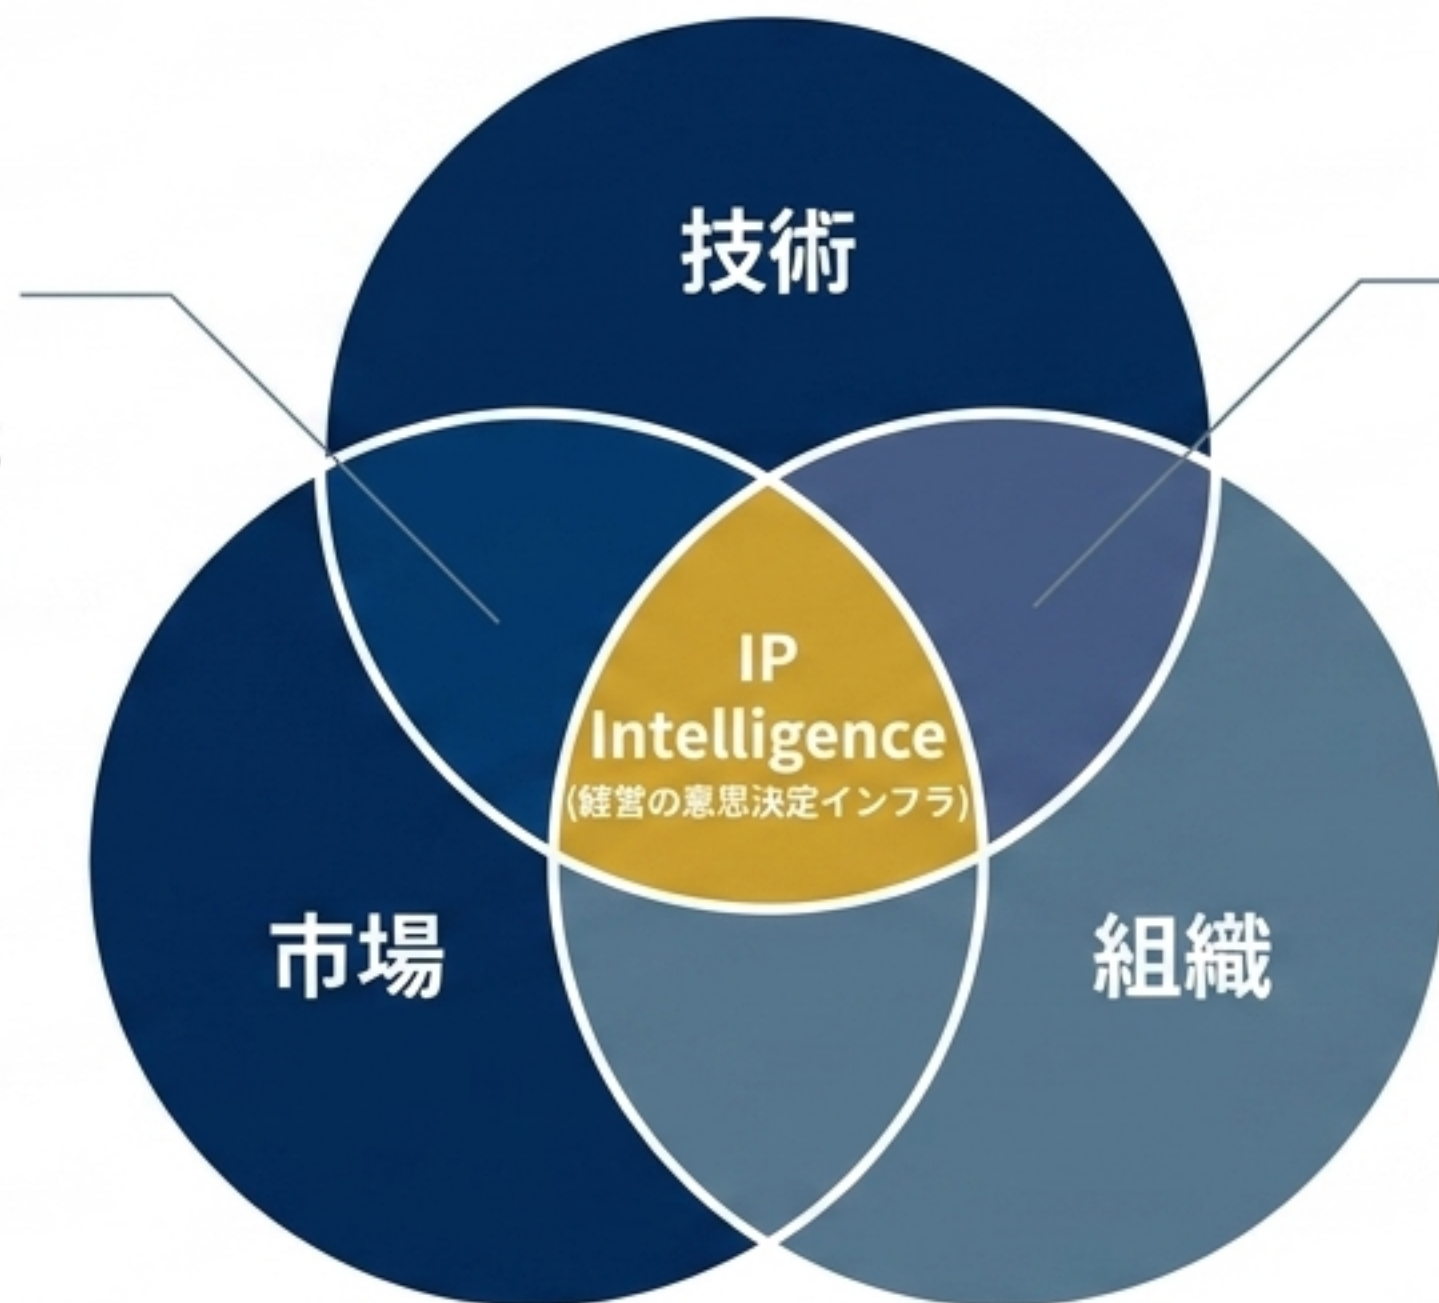 技術
IP
Intelligence
(経営の意思決定インフラ)
市場
組織